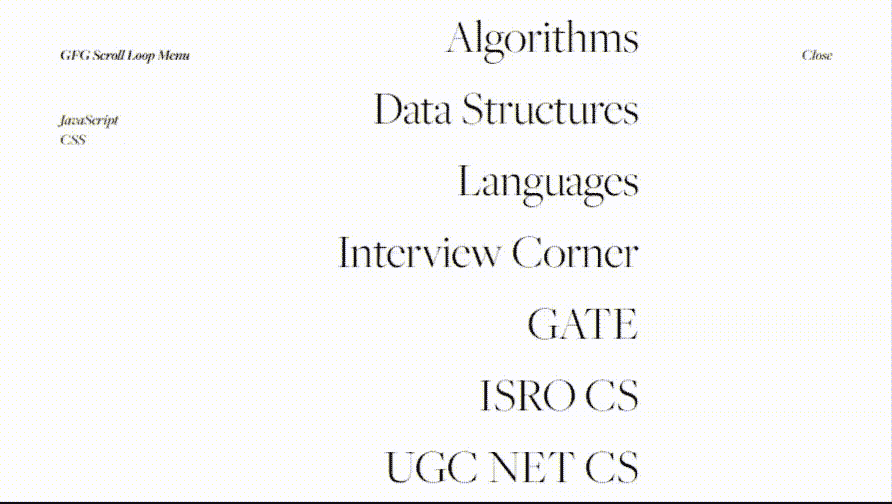 GFG Scroll Loop Menu
Close
JavaScript
CSS
Algorithms
Data Structures
Languages
Interview Corner
GATE
ISRO CS
UGC NET CS